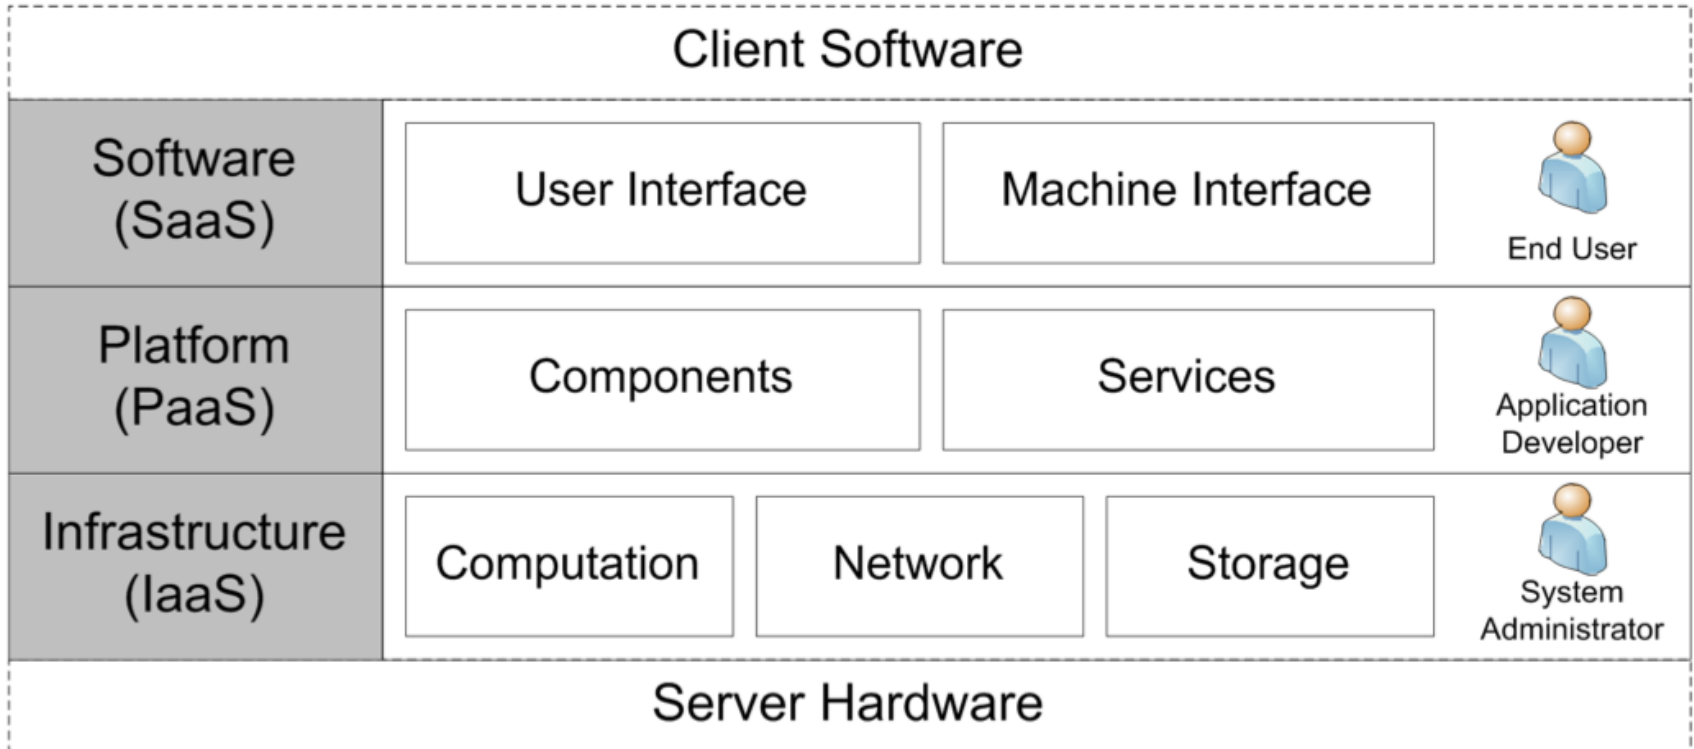 Client Software
Software
(SaaS)
User Interface
Machine Interface
End User
Platform
(PaaS)
Components
Services
Application
Developer
Infrastructure
(IaaS)
Computation
Network
Storage
System
Administrator
Server Hardware